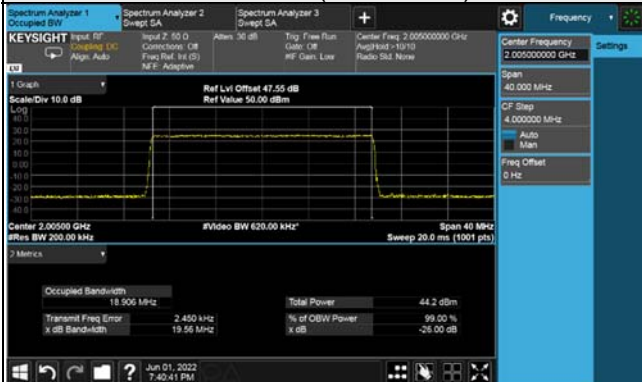 Spectrum Analyzer 1
Occupied BW
Spectrum Analyzer 2
Swept SA
Spectrum Analyzer 3
Swept SA
Frequency
KEYSIGHT
Input: RF
Coupling: DC
Align: Auto
Input Z: 50 Ω
Corrections: Off
Freq Ref: Int (S)
NFE: Adaptive
Atten: 30 dB
Trig: Free Run
Gate: Off
#IF Gain: Low
Center Freq: 2.005000000 GHz
Avg|Hold:>10/10
Radio Std: None
LXI
Center Frequency
2.005000000 GHz
Settings
Span
40.000 MHz
CF Step
4.000000 MHz
Auto
Man
Freq Offset
0 Hz
1 Graph
Scale/Div 10.0 dB
Ref Lvl Offset 47.55 dB
Ref Value 50.00 dBm
Log
40.0
30.0
20.0
10.0
0.00
-10.0
-20.0
-30.0
-40.0
Center 2.00500 GHz
#Video BW 620.00 kHz*
Span 40 MHz
#Res BW 200.00 kHz
Sweep 20.0 ms (1001 pts)
2 Metrics
Occupied Bandwidth
18.906 MHz
Total Power 44.2 dBm
Transmit Freq Error 2.450 kHz
% of OBW Power 99.00 %
x dB Bandwidth 19.56 MHz
x dB -26.00 dB
Jun 01, 2022
7:40:41 PM